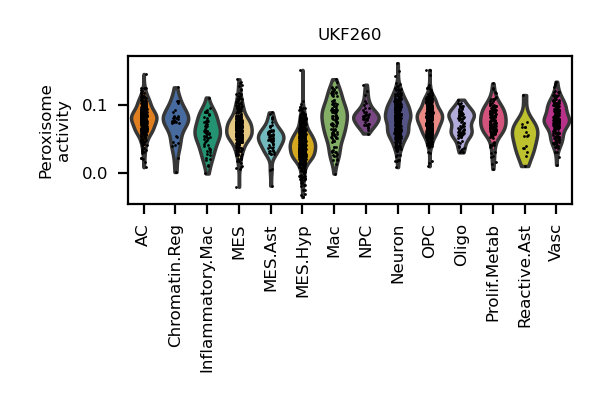 UKF260
Peroxisome
activity
0.1
0.0
AC
Chromatin.Reg
Inflammatory.Mac
MES
MES.Ast
MES.Hyp
Mac
NPC
Neuron
OPC
Oligo
Prolif.Metab
Reactive.Ast
Vasc